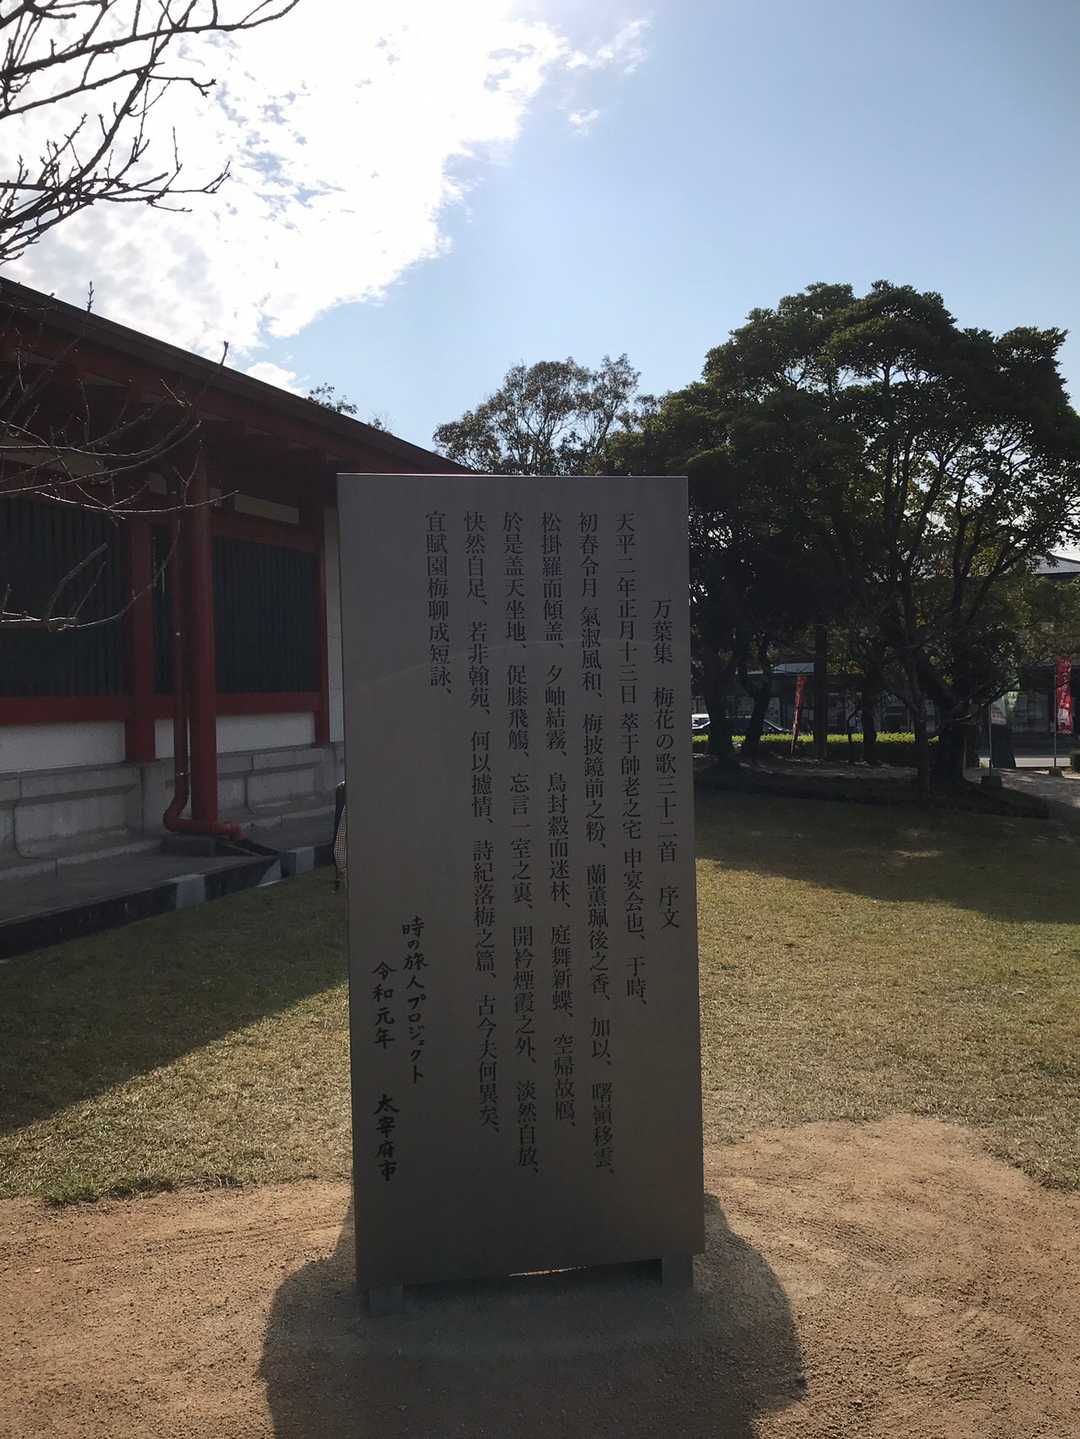 万葉集 梅花の歌三十二首 序文
天平二年正月十三日 萃于帥老之宅 申宴会也、于時、
初春令月 氣淑風和、梅披鏡前之粉、蘭薫珮後之香、加以、曙嶺移雲、
松掛羅而傾盖、夕岫結霧、鳥封縠而迷林、庭舞新蝶、空帰故鴈、
於是盖天坐地、促膝飛觴、忘言一室之裏、開衿煙霞之外、淡然自放、
快然自足、若非翰苑、何以攄情、詩紀落梅之篇、古今夫何異矣、
宜賦園梅聊成短詠、
時の旅人プロジェクト
令和元年 太宰府市